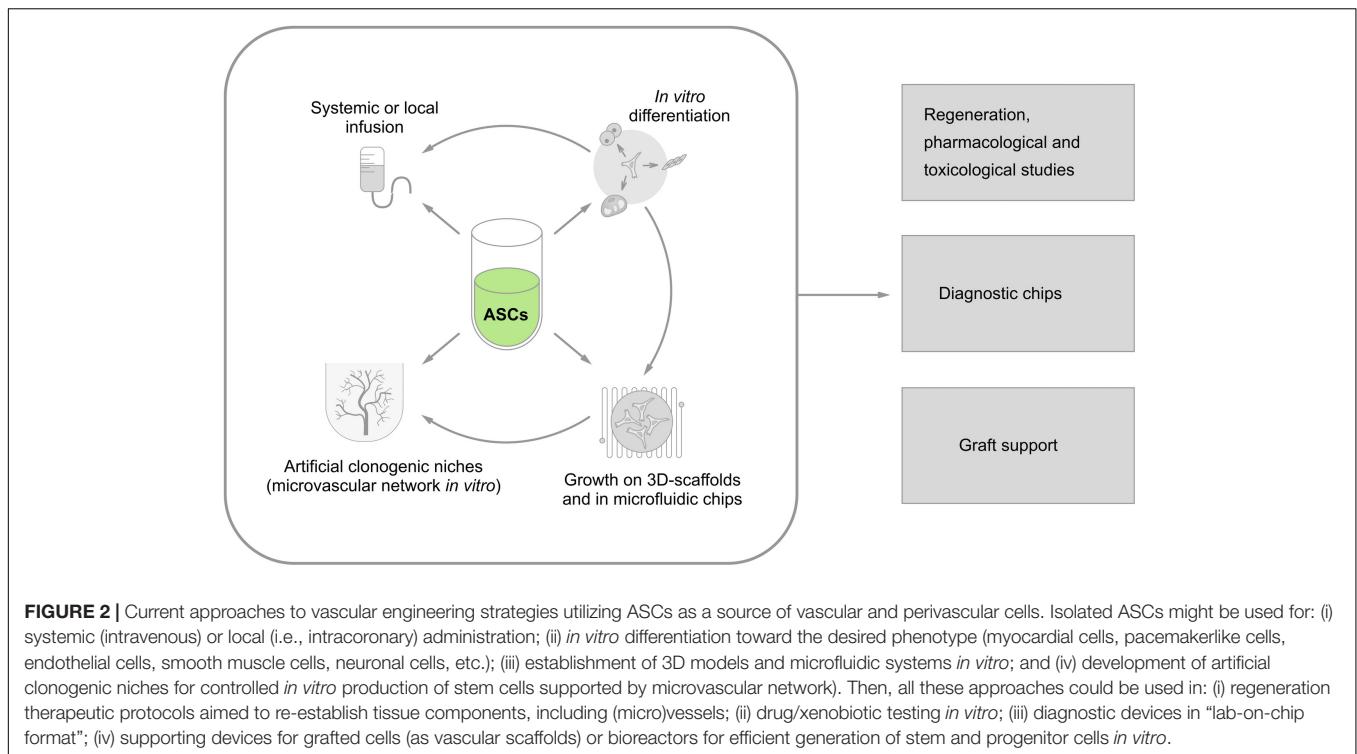 Systemic or local
infusion
In vitro
differentiation
ASCs
Artificial clonogenic niches
(microvascular network in vitro)
Growth on 3D-scaffolds
and in microfluidic chips
Regeneration,
pharmacological and
toxicological studies
Diagnostic chips
Graft support
FIGURE 2 | Current approaches to vascular engineering strategies utilizing ASCs as a source of vascular and perivascular cells. Isolated ASCs might be used for: (i)
systemic (intravenous) or local (i.e., intracoronary) administration; (ii) in vitro differentiation toward the desired phenotype (myocardial cells, pacemakerlike cells,
endothelial cells, smooth muscle cells, neuronal cells, etc.); (iii) establishment of 3D models and microfluidic systems in vitro; and (iv) development of artificial
clonogenic niches for controlled in vitro production of stem cells supported by microvascular network). Then, all these approaches could be used in: (i) regeneration
therapeutic protocols aimed to re-establish tissue components, including (micro)vessels; (ii) drug/xenobiotic testing in vitro; (iii) diagnostic devices in “lab-on-chip
format”; (iv) supporting devices for grafted cells (as vascular scaffolds) or bioreactors for efficient generation of stem and progenitor cells in vitro.